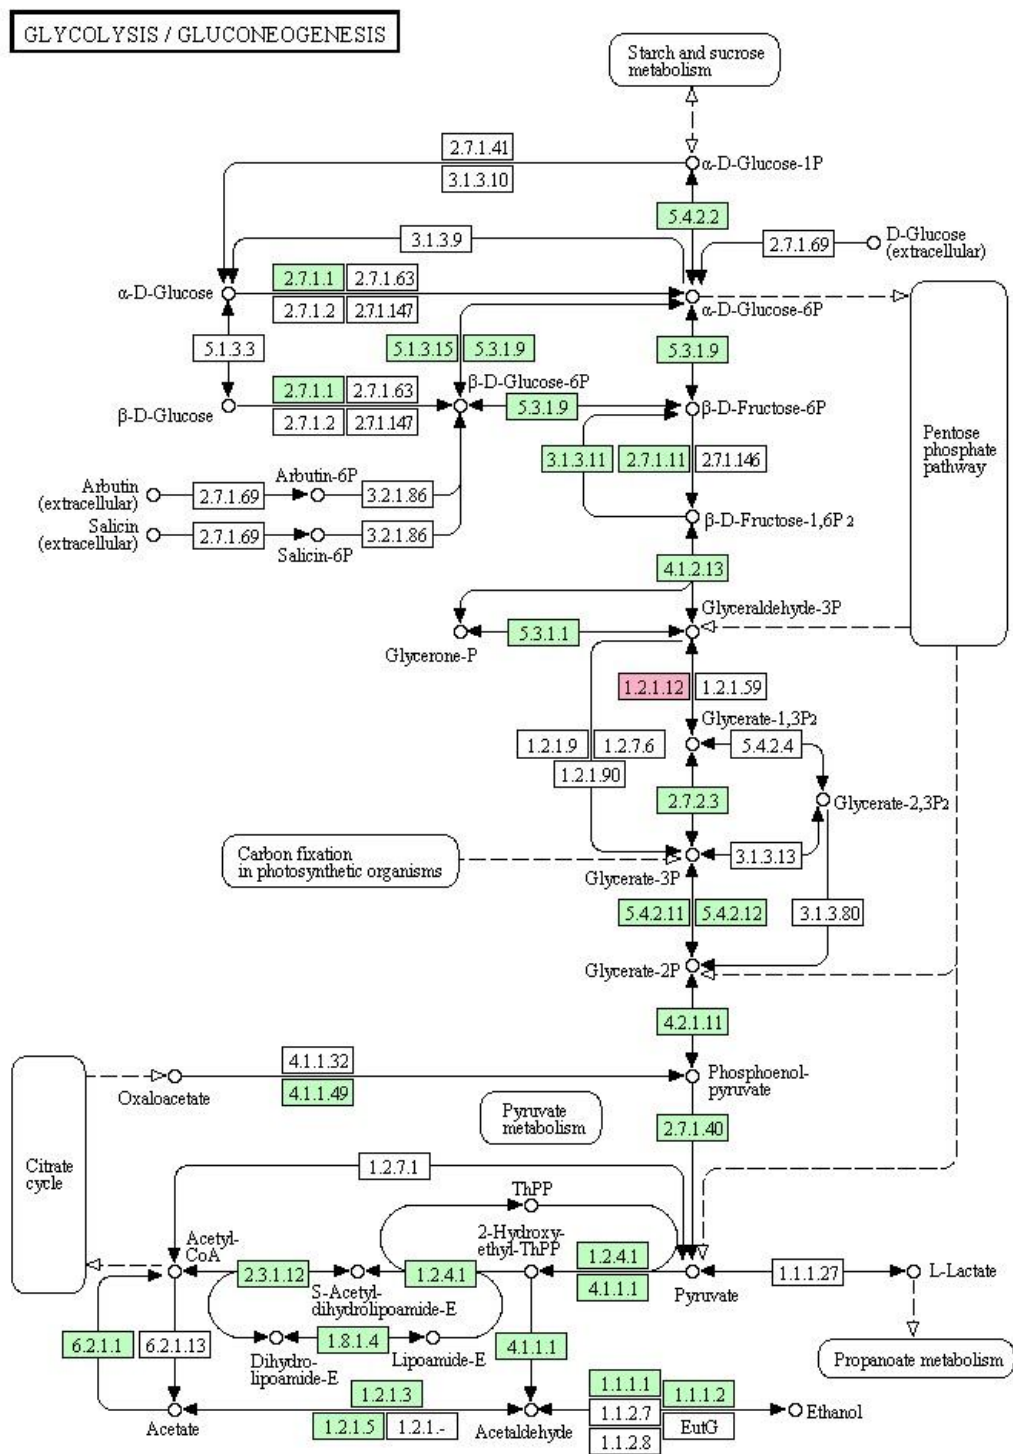 GLYCOLYSIS / GLUCONEOGENESIS
Starch and sucrose
metabolism
2.7.1.41
3.1.3.10
α-D-Glucose-1P
5.4.2.2
3.1.3.9
2.7.1.69
D-Glucose
(extracellular)
α-D-Glucose
2.7.1.1
2.7.1.63
2.7.1.2
2.7.1.147
α-D-Glucose-6P
5.1.3.3
5.1.3.15
5.3.1.9
5.3.1.9
β-D-Glucose
2.7.1.1
2.7.1.63
2.7.1.2
2.7.1.147
β-D-Glucose-6P
5.3.1.9
β-D-Fructose-6P
Pentose
phosphate
pathway
3.1.3.11
2.7.1.11
2.7.1.146
Arbutin
(extracellular)
2.7.1.69
Arbutin-6P
3.2.1.86
Salicin
(extracellular)
2.7.1.69
Salicin-6P
3.2.1.86
β-D-Fructose-1,6P2
4.1.2.13
Glyceraldehyde-3P
Glycerone-P
5.3.1.1
1.2.1.12
1.2.1.59
Glycerate-1,3P2
1.2.1.9
1.2.7.6
1.2.1.90
5.4.2.4
2.7.2.3
Glycerate-2,3P2
Carbon fixation
in photosynthetic organisms
Glycerate-3P
3.1.3.13
5.4.2.11
5.4.2.12
3.1.3.80
Glycerate-2P
4.2.1.11
4.1.1.32
Oxaloacetate
4.1.1.49
Phosphoenol-
pyruvate
Pyruvate
metabolism
2.7.1.40
Citrate
cycle
1.2.7.1
ThPP
Acetyl-
CoA
2-Hydroxy-
ethyl-ThPP
2.3.1.12
S-Acetyl-
dihydrolipoamide-E
1.2.4.1
1.2.4.1
4.1.1.1
Pyruvate
1.1.1.27
L-Lactate
6.2.1.1
6.2.1.13
Dihydro-
lipoamide-E
1.8.1.4
Lipoamide-E
4.1.1.1
Propanoate metabolism
Acetate
1.2.1.3
1.2.1.5
1.2.1.-
Acetaldehyde
1.1.1.1
1.1.1.2
1.1.2.7
EutG
1.1.2.8
Ethanol